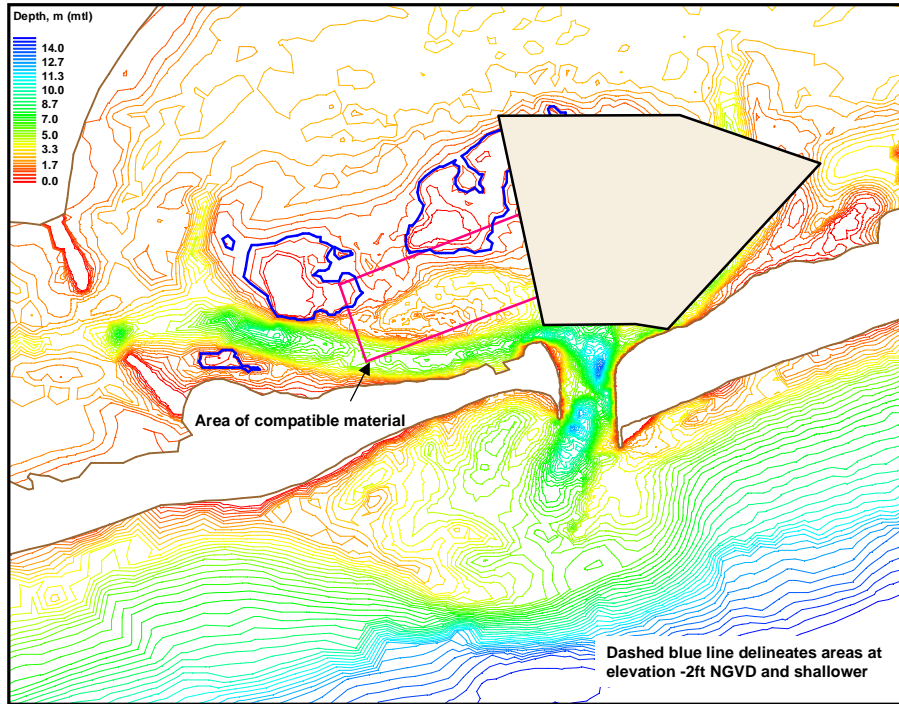 Depth, m (mtl)
14.0
12.7
11.3
10.0
8.7
7.0
5.0
3.3
1.7
0.0
Area of compatible material
Dashed blue line delineates areas at
elevation -2ft NGVD and shallower